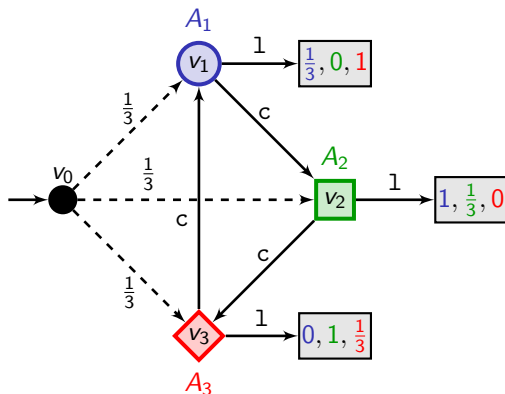 A₁
v₁
l
1/3, 0, 1
1/3
c
A₂
v₀
1/3
v₂
l
1, 1/3, 0
c
c
1/3
v₃
l
0, 1, 1/3
A₃